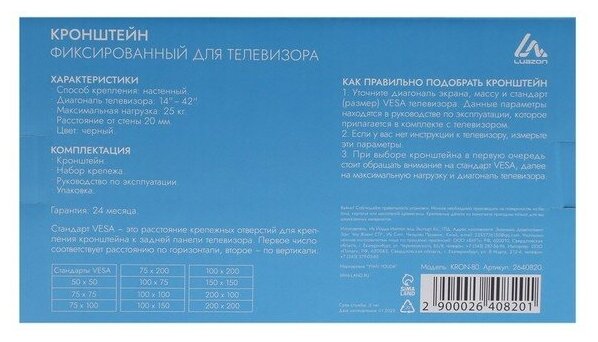 КРОНШТЕЙН
ФИКСИРОВАННЫЙ ДЛЯ ТЕЛЕВИЗОРА
LUAZON
ХАРАКТЕРИСТИКИ
Способ крепления: настенный.
Диагональ телевизора: 14"– 42"
Максимальная нагрузка: 25 кг.
Расстояние от стены 20 мм.
Цвет: черный.
КОМПЛЕКТАЦИЯ
Кронштейн.
Набор крепежа.
Руководство по эксплуатации.
Упаковка.
Гарантия: 24 месяца.
Стандарт VESA – это расстояние крепежных отверстий для креп-
ления кронштейна к задней панели телевизора. Первое число
соответствует расстоянию по горизонтали, второе – по вертикали
Стандарты VESA 75 x 200 100 x 200
50 x 50 100 x 100 150 x 150
75 x 75 100 x 75 200 x 100
75 x 100 150 x 100 200 x 200
КАК ПРАВИЛЬНО ПОДОБРАТЬ КРОНШТЕЙН
1. Уточните диагональ экрана, массу и стандарт
(размер) VESA телевизора. Данные параметры
находятся в руководстве по эксплуатации, которое
прилагается в комплекте с телевизором.
2. Если у вас нет инструкции к телевизору, измерьте
эти параметры.
3. При выборе кронштейна в первую очередь
стоит обращать внимание на стандарт VESA, далее
на максимальную нагрузку и диагональ телевизора.
SIMA-LAND.RU
SIMA
LAND
Модель: KRON-80. Артикул: 2640820.
2 900026 408201